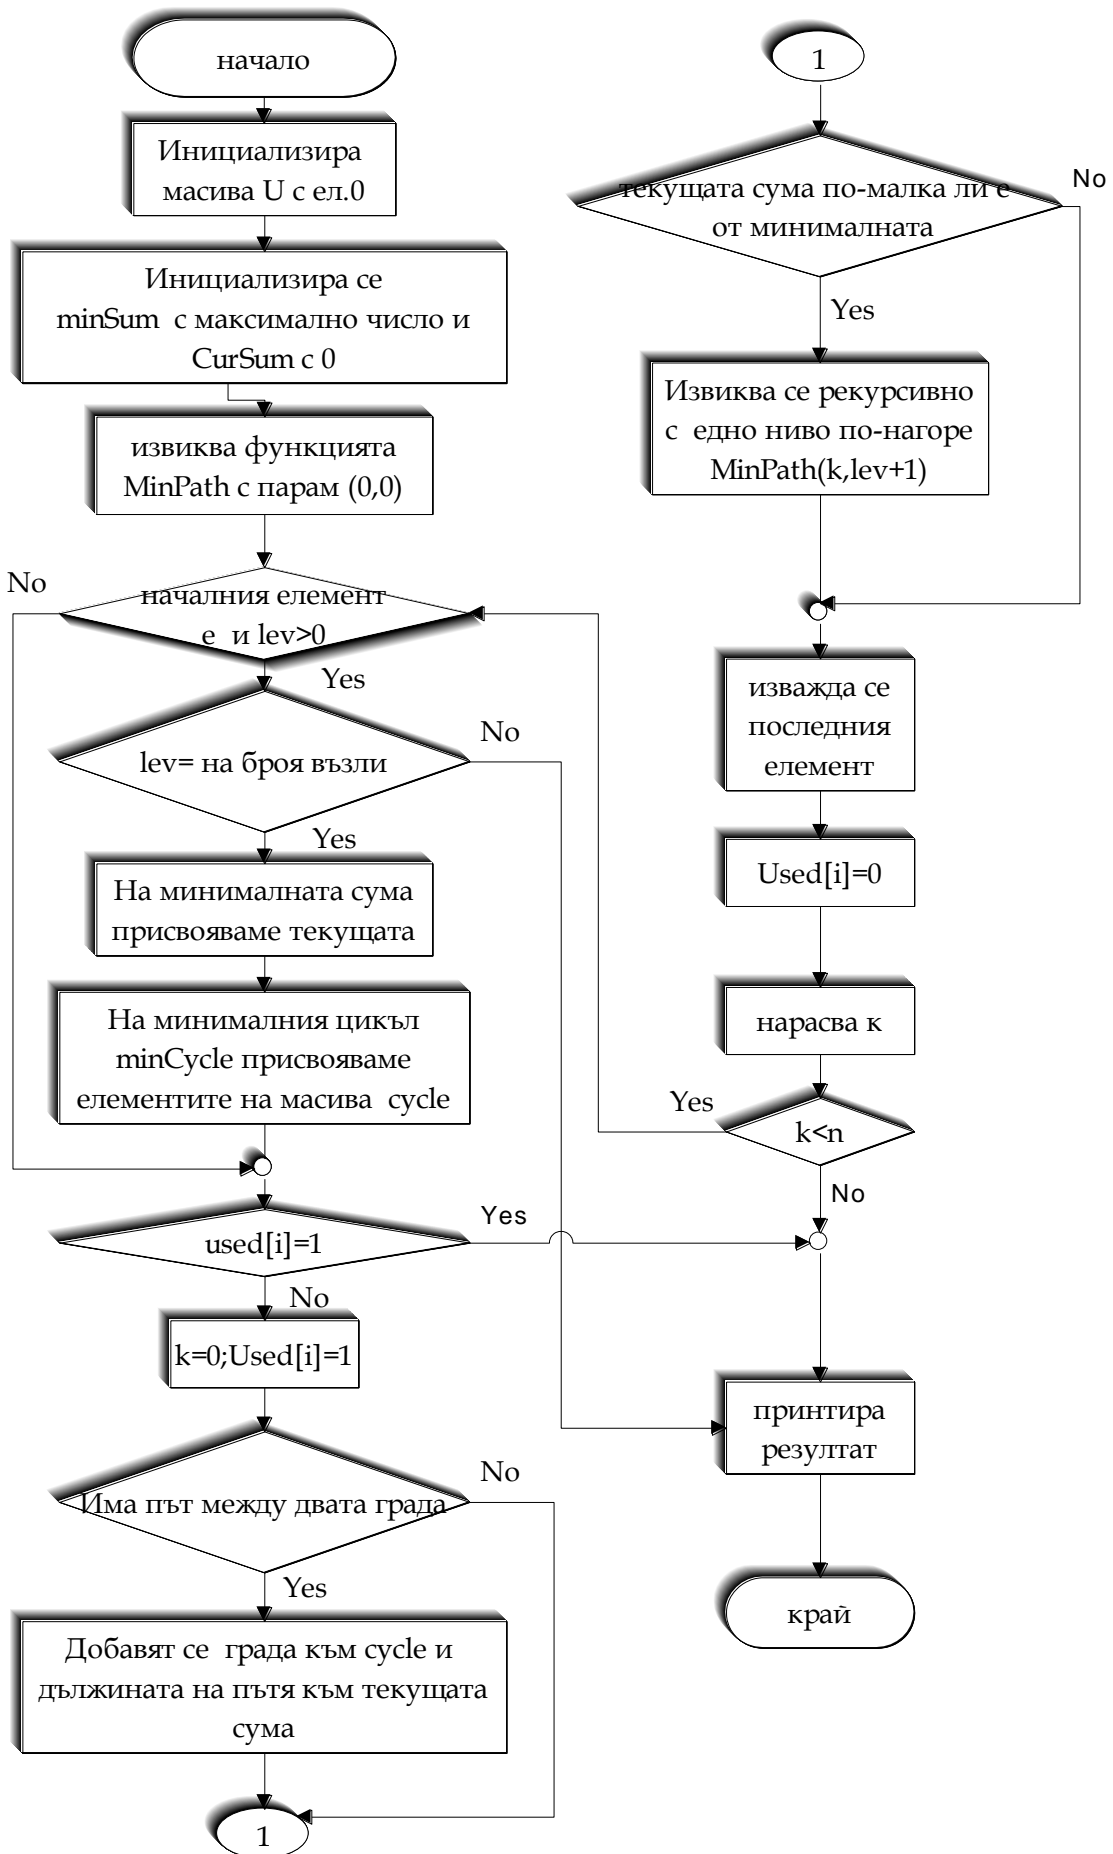 начало
Инициализира
масива U с ел.0
Инициализира се
minSum с максимално число и
CurSum с 0
извиква функцията
MinPath с парам (0,0)
No
началния елемент
е и lev>0
Yes
No
lev= на броя възли
Yes
На минималната сума
присвояваме текущата
На минималния цикъл
minCycle присвояваме
елементите на масива cycle
Yes
used[i]=1
No
k=0;Used[i]=1
No
Има път между двата града
Yes
Добавят се града към cycle и
дължината на пътя към текущата
сума
1
1
No
текущата сума по-малка ли е
от минималната
Yes
Извиква се рекурсивно
с едно ниво по-нагоре
MinPath(k,lev+1)
изважда се
последния
елемент
Used[i]=0
нарасва к
Yes
k<n
No
принтира
резултат
край